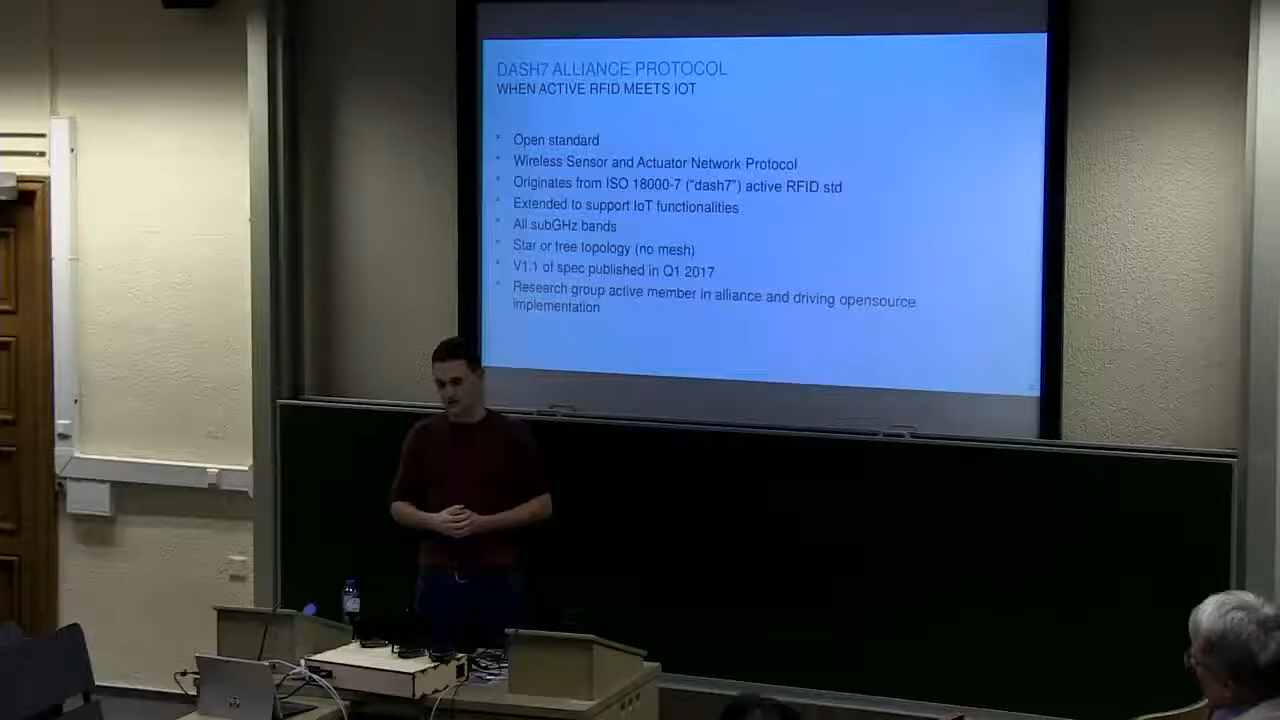 DASH7 ALLIANCE PROTOCOL
WHEN ACTIVE RFID MEETS IOT
Open standard
Wireless Sensor and Actuator Network Protocol
Originates from ISO 18000-7 ("dash7") active RFID std
Extended to support IoT functionalities
All subGHz bands
Star or tree topology (no mesh)
V1.1 of spec published in Q1 2017
Research group active member in alliance and driving opensource
implementation